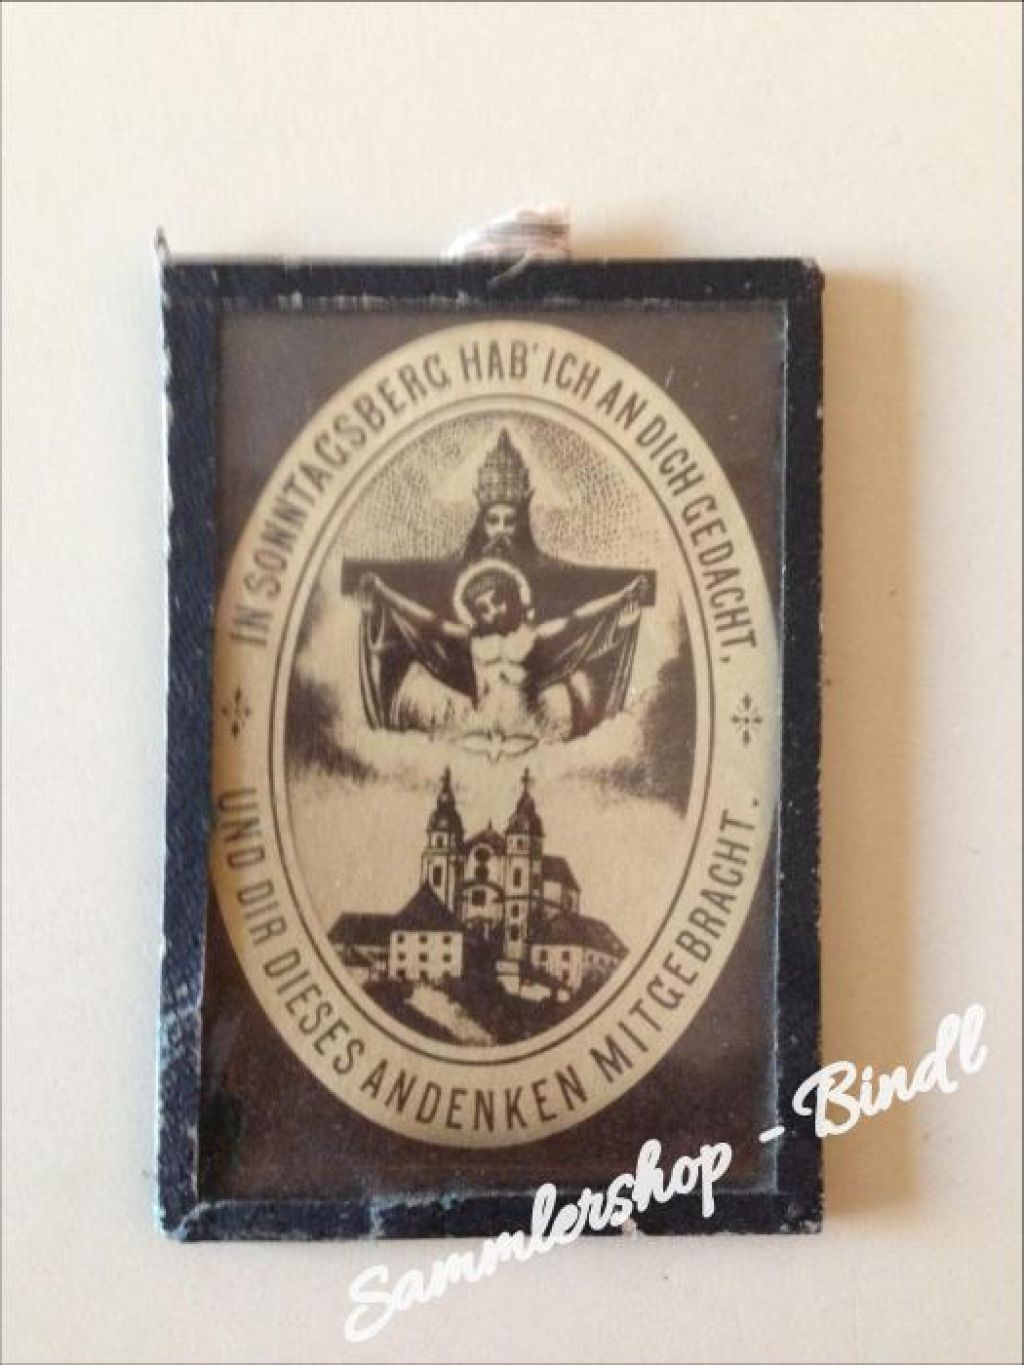 IN SONNTAGSBERG HAB' ICH AN DICH GEDACHT.
UND DIR DIESES ANDENKEN MITGEBRACHT.
Sammlershop - Bindl